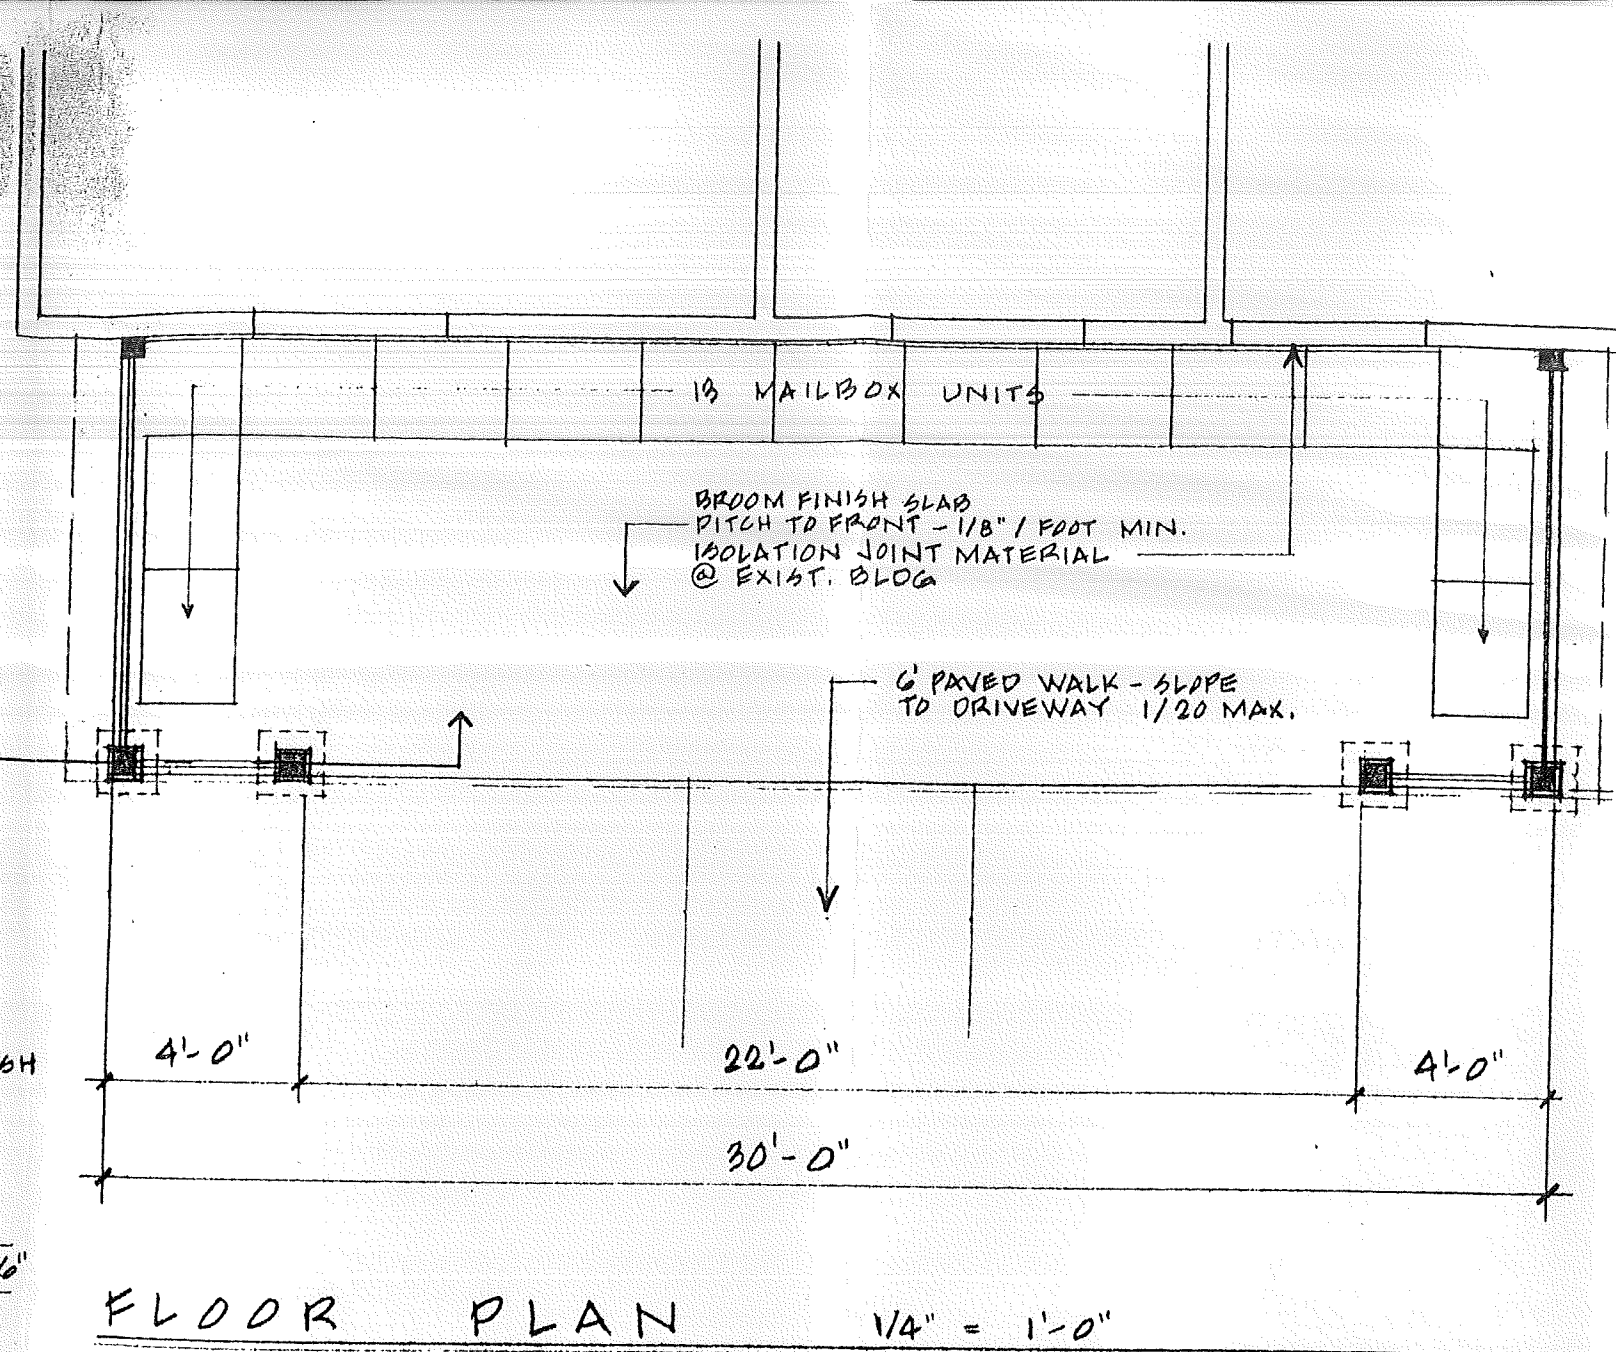 13 MAILBOX UNITS
BROOM FINISH SLAB
PITCH TO FRONT - 1/8" / FOOT MIN.
ISOLATION JOINT MATERIAL
@ EXIST. BLDG
6' PAVED WALK - SLOPE
TO DRIVEWAY 1/20 MAX.
SH
4'-0"
22'-0"
4'-0"
30'-0"
6"
FLOOR PLAN 1/4" = 1'-0"